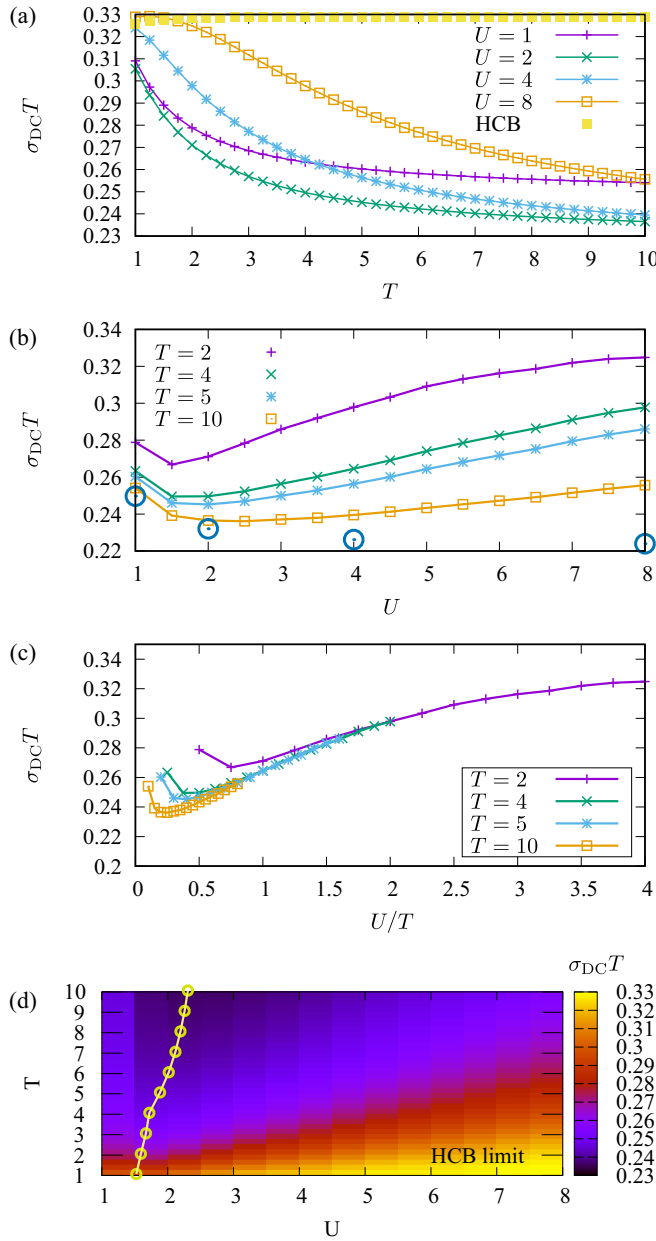 (a)
0.33
0.32
0.31
0.3
0.29
0.28
0.27
0.26
0.25
0.24
0.23
σDC T
U = 1
U = 2
U = 4
U = 8
HCB
1 2 3 4 5 6 7 8 9 10
T
(b)
0.34
0.32
0.3
0.28
0.26
0.24
0.22
σDC T
T = 2
T = 4
T = 5
T = 10
1 2 3 4 5 6 7 8
U
(c)
0.34
0.32
0.3
0.28
0.26
0.24
0.22
0.2
σDC T
T = 2
T = 4
T = 5
T = 10
0 0.5 1 1.5 2 2.5 3 3.5 4
U/T
(d)
σDC T
10
9
8
7
6
5
4
3
2
1
T
HCB limit
1 2 3 4 5 6 7 8
U
0.33
0.32
0.31
0.30
0.29
0.28
0.27
0.26
0.25
0.24
0.23